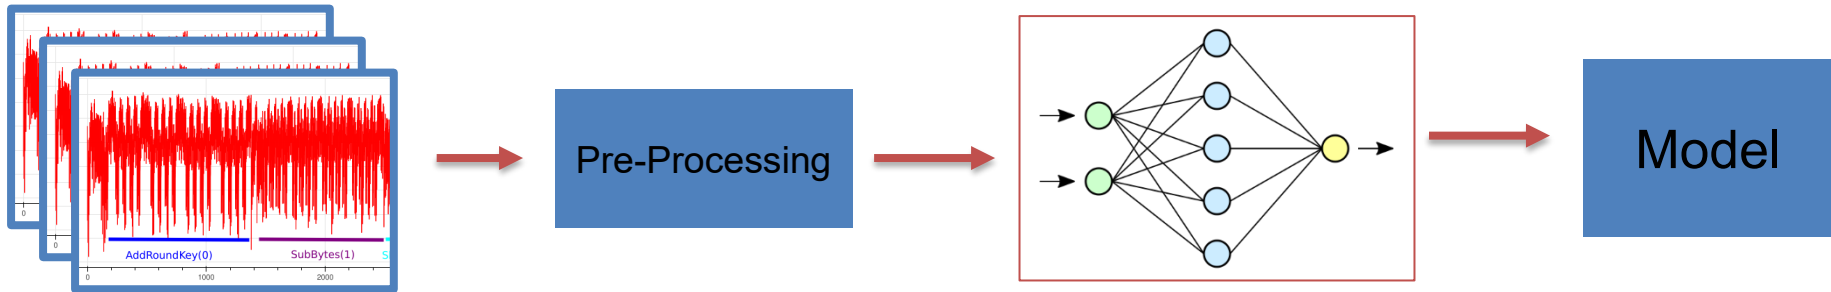 0
0
AddRoundKey(0) SubBytes(1) S
0 1000 2000
Pre-Processing
Model